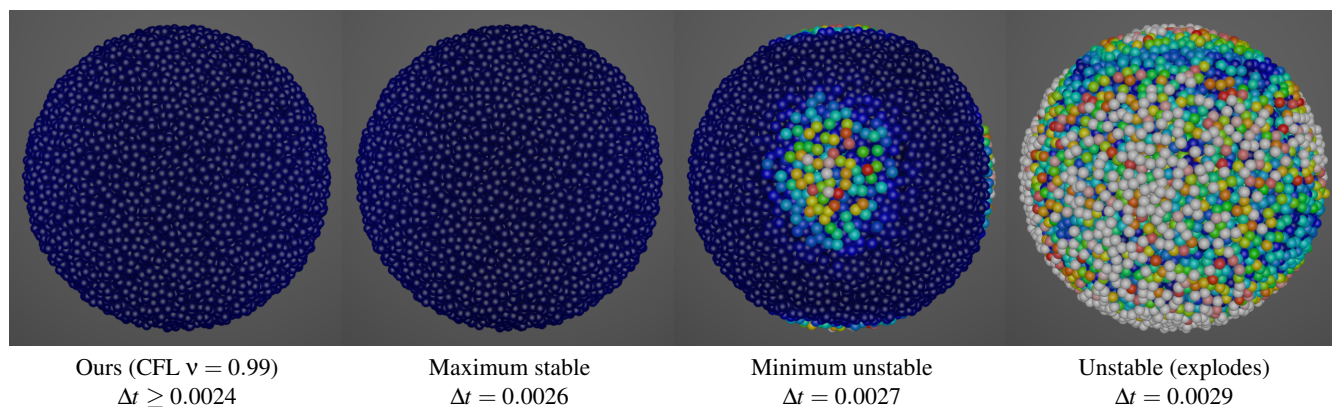 Ours (CFL ν = 0.99)
Δt ≥ 0.0024
Maximum stable
Δt = 0.0026
Minimum unstable
Δt = 0.0027
Unstable (explodes)
Δt = 0.0029